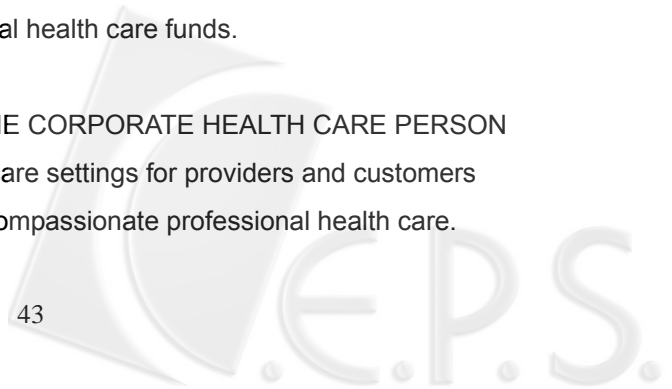 al health care funds.
HE CORPORATE HEALTH CARE PERSON
are settings for providers and customers
ompassionate professional health care.
43
C.E.P.S.